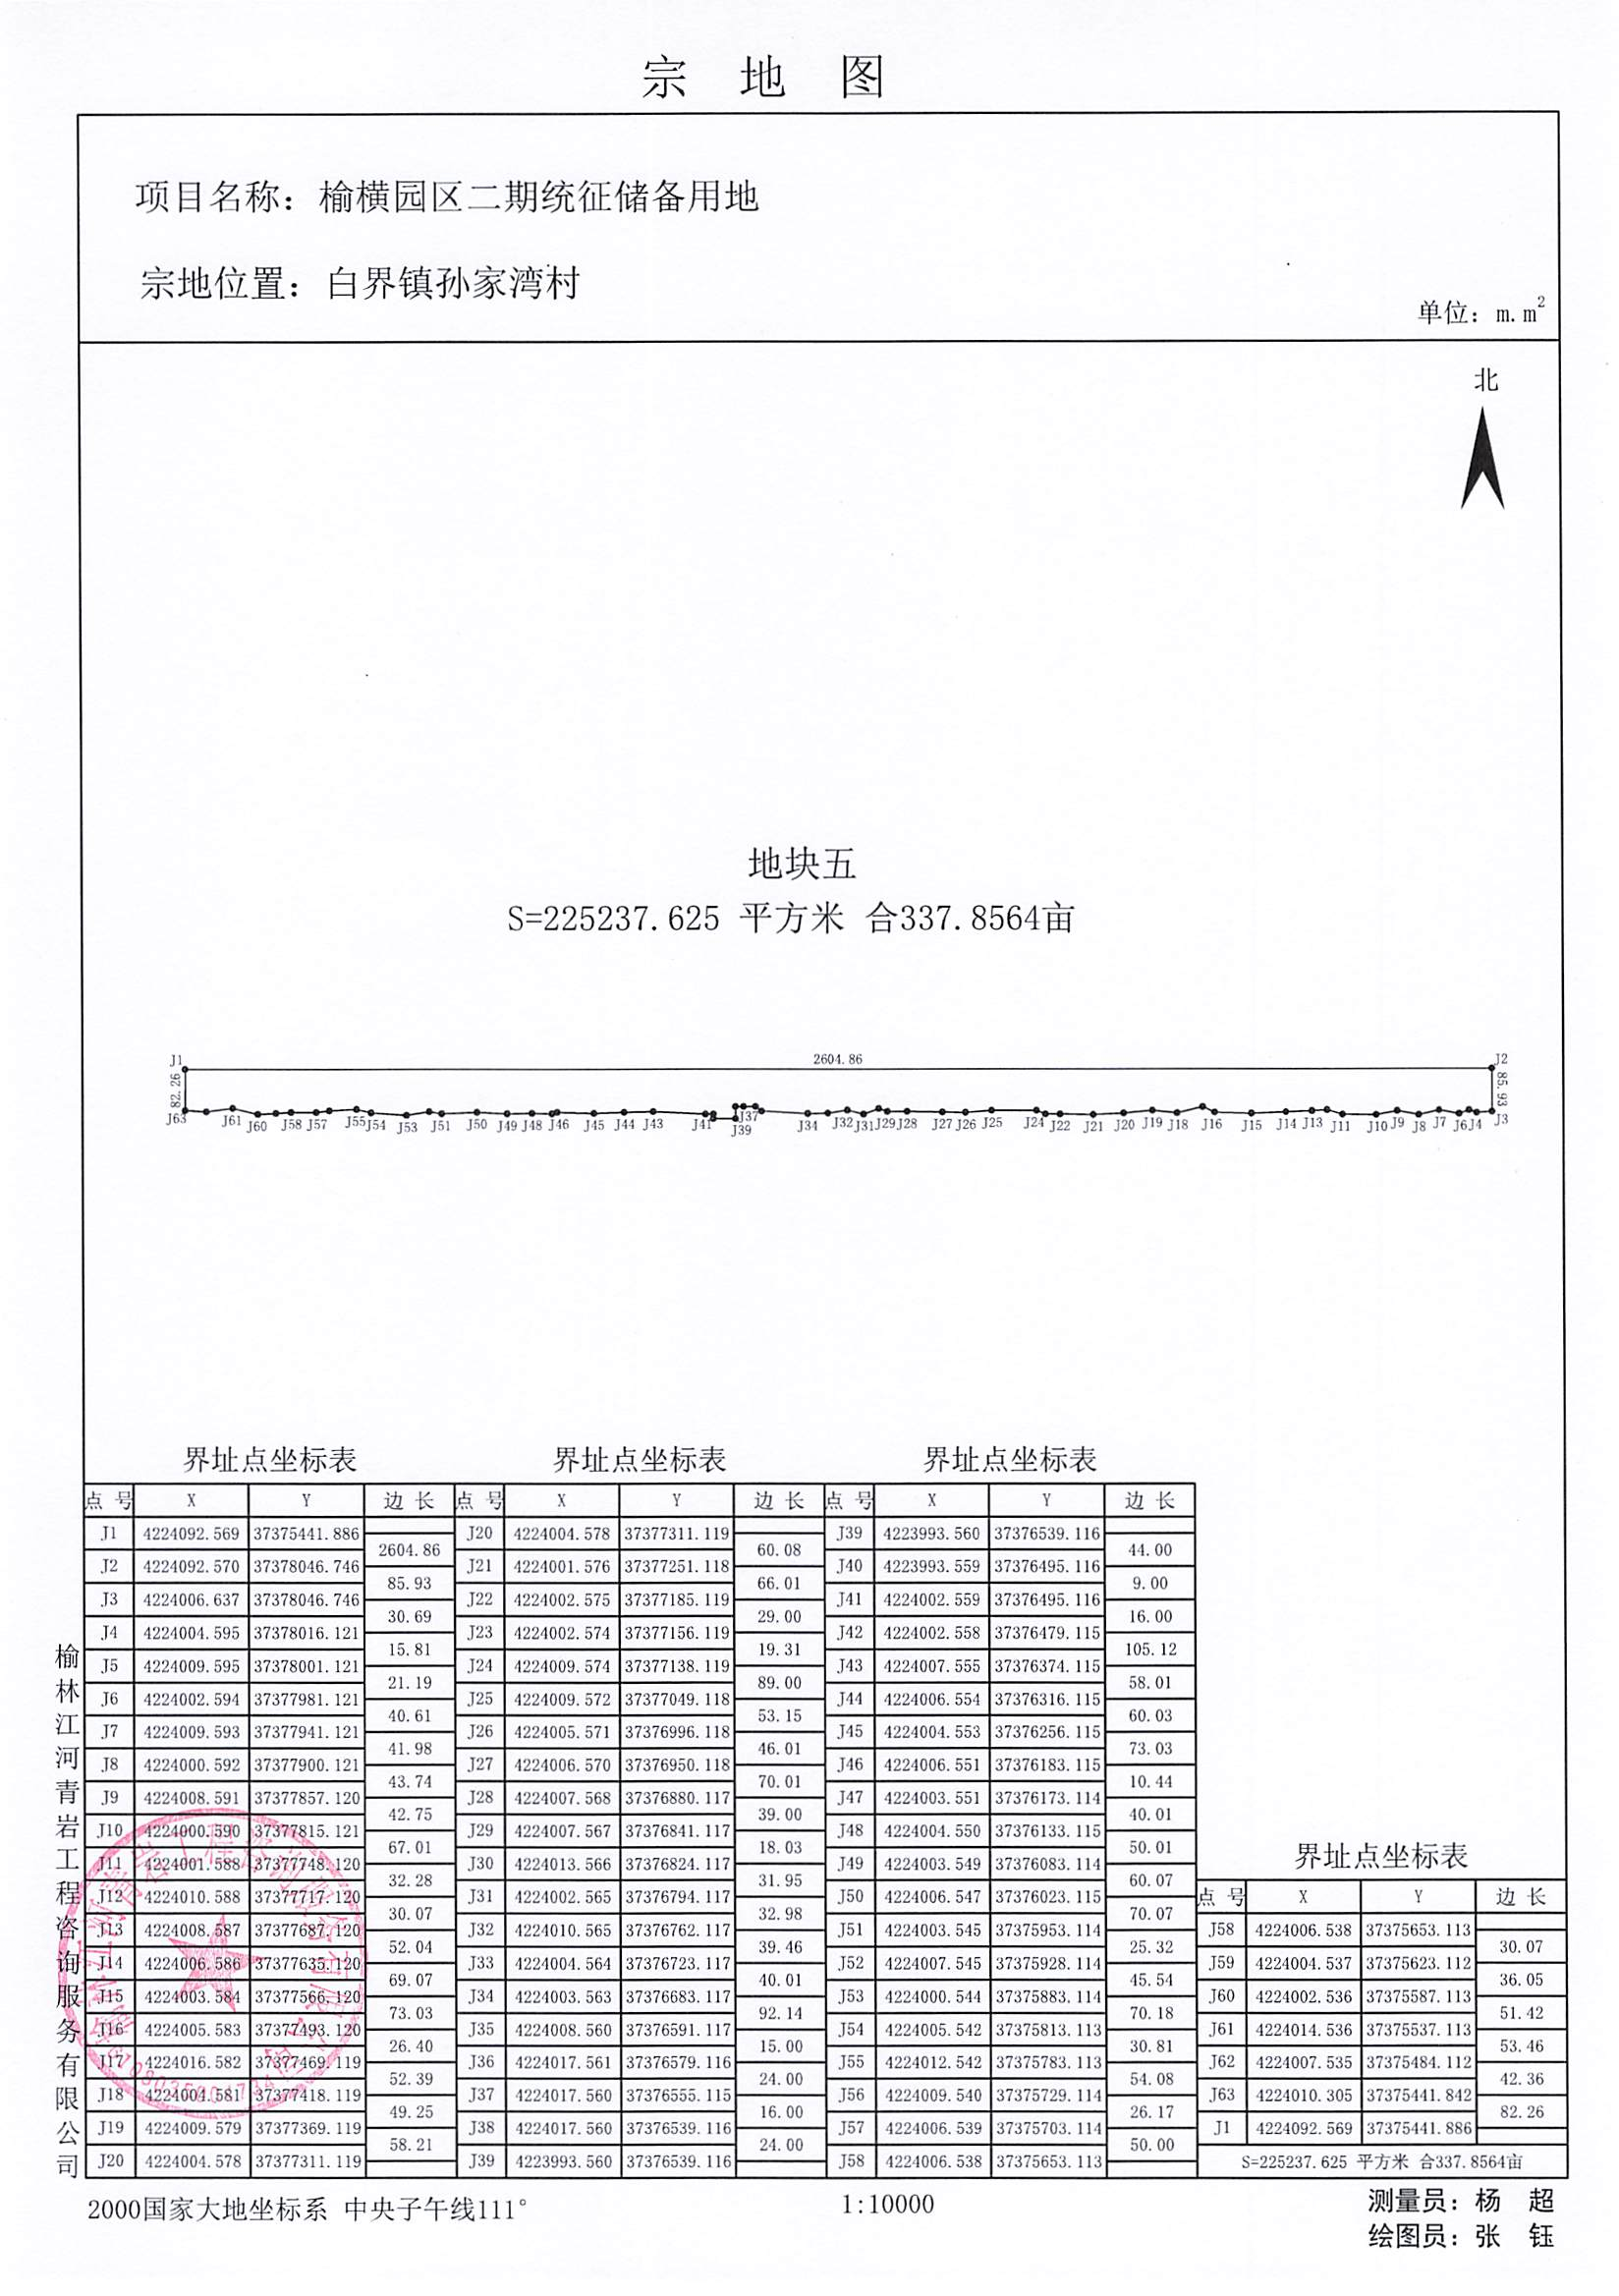 宗 地 图
项目名称：榆横园区二期统征储备用地
宗地位置：白界镇孙家湾村
单位：m.m²
北
地块五
S=225237.625 平方米 合337.8564亩
J1 2604.86 J2
82.26 85.93
J63 J61 J60 J58 J57 J55 J54 J53 J51 J50 J49 J48 J46 J45 J44 J43 J41 J39 J37 J34 J32 J31 J29 J28 J27 J26 J25 J24 J22 J21 J20 J19 J18 J16 J15 J14 J13 J11 J10 J9 J8 J7 J6 J4 J3
界址点坐标表
点 号 X Y 边 长
J1 4224092.569 37375441.886
2604.86
J2 4224092.570 37378046.746
85.93
J3 4224006.637 37378046.746
30.69
J4 4224004.595 37378016.121
15.81
J5 4224009.595 37378001.121
21.19
J6 4224002.594 37377981.121
40.61
J7 4224009.593 37377941.121
41.98
J8 4224000.592 37377900.121
43.74
J9 4224008.591 37377857.120
42.75
J10 4224000.590 37377815.121
67.01
J11 4224001.588 37377748.120
32.28
J12 4224010.588 37377717.120
30.07
J13 4224008.587 37377687.120
52.04
J14 4224006.586 37377635.120
69.07
J15 4224003.584 37377566.120
73.03
J16 4224005.583 37377493.120
26.40
J17 4224016.582 37377469.119
52.39
J18 4224001.581 37377418.119
49.25
J19 4224009.579 37377369.119
58.21
J20 4224004.578 37377311.119
界址点坐标表
点 号 X Y 边 长
J20 4224004.578 37377311.119
60.08
J21 4224001.576 37377251.118
66.01
J22 4224002.575 37377185.119
29.00
J23 4224002.574 37377156.119
19.31
J24 4224009.574 37377138.119
89.00
J25 4224009.572 37377049.118
53.15
J26 4224005.571 37376996.118
46.01
J27 4224006.570 37376950.118
70.01
J28 4224007.568 37376880.117
39.00
J29 4224007.567 37376841.117
18.03
J30 4224013.566 37376824.117
31.95
J31 4224002.565 37376794.117
32.98
J32 4224010.565 37376762.117
39.46
J33 4224004.564 37376723.117
40.01
J34 4224003.563 37376683.117
92.14
J35 4224008.560 37376591.117
15.00
J36 4224017.561 37376579.116
24.00
J37 4224017.560 37376555.115
16.00
J38 4224017.560 37376539.116
24.00
J39 4223993.560 37376539.116
界址点坐标表
点 号 X Y 边 长
J39 4223993.560 37376539.116
44.00
J40 4223993.559 37376495.116
9.00
J41 4224002.559 37376495.116
16.00
J42 4224002.558 37376479.115
105.12
J43 4224007.555 37376374.115
58.01
J44 4224006.554 37376316.115
60.03
J45 4224004.553 37376256.115
73.03
J46 4224006.551 37376183.115
10.44
J47 4224003.551 37376173.114
40.01
J48 4224004.550 37376133.115
50.01
J49 4224003.549 37376083.114
60.07
J50 4224006.547 37376023.115
70.07
J51 4224003.545 37375953.114
25.32
J52 4224007.545 37375928.114
45.54
J53 4224000.544 37375883.114
70.18
J54 4224005.542 37375813.113
30.81
J55 4224012.542 37375783.113
54.08
J56 4224009.540 37375729.114
26.17
J57 4224006.539 37375703.114
50.00
J58 4224006.538 37375653.113
界址点坐标表
点 号 X Y 边 长
J58 4224006.538 37375653.113
30.07
J59 4224004.537 37375623.112
36.05
J60 4224002.536 37375587.113
51.42
J61 4224014.536 37375537.113
53.46
J62 4224007.535 37375484.112
42.36
J63 4224010.305 37375441.842
82.26
J1 4224092.569 37375441.886
S=225237.625 平方米 合337.8564亩
榆林江河青岩工程咨询服务有限公司
2000国家大地坐标系 中央子午线111°
1:10000
测量员：杨 超
绘图员：张 钰